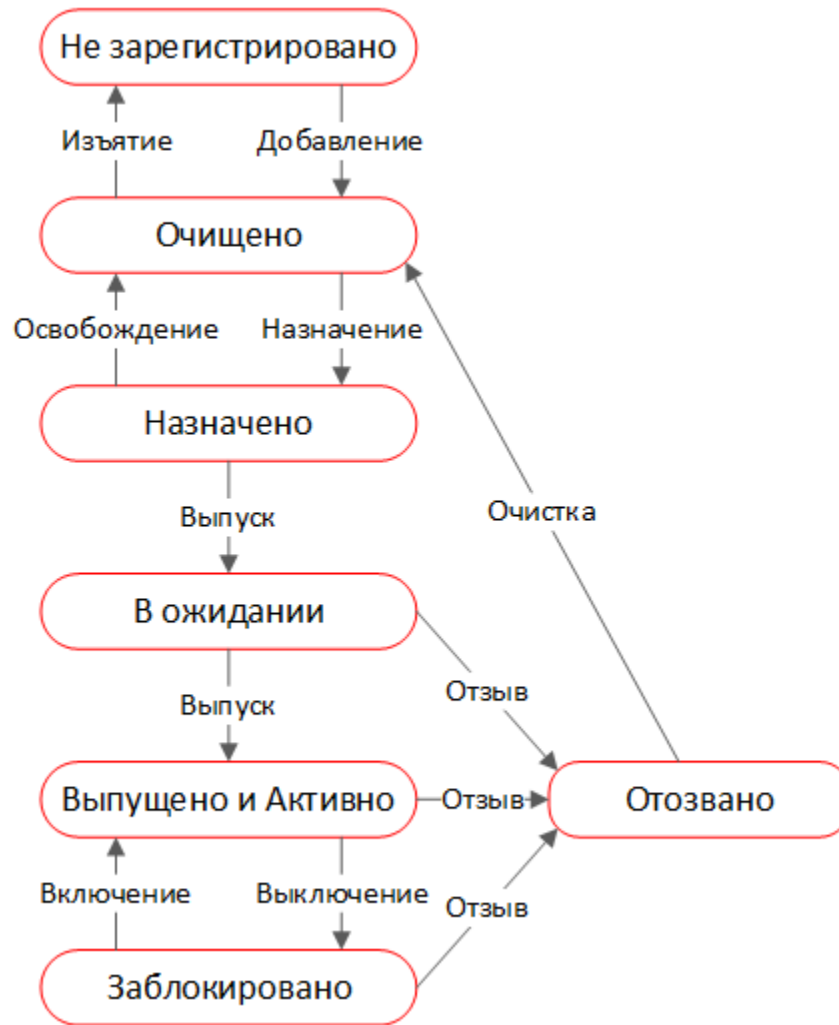 Не зарегистрировано
Изъятие
Добавление
Очищено
Освобождение
Назначение
Назначено
Выпуск
Очистка
В ожидании
Отзыв
Выпуск
Выпущено и Активно
Отзыв
Отозвано
Включение
Выключение
Отзыв
Заблокировано